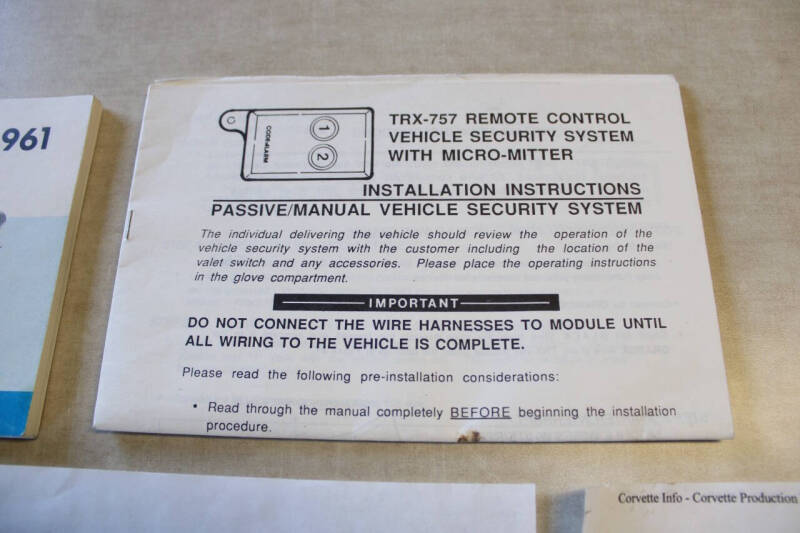 961
CODE•ALARM
1
2
TRX-757 REMOTE CONTROL
VEHICLE SECURITY SYSTEM
WITH MICRO-MITTER
INSTALLATION INSTRUCTIONS
PASSIVE/MANUAL VEHICLE SECURITY SYSTEM
The individual delivering the vehicle should review the operation of the
vehicle security system with the customer including the location of the
valet switch and any accessories. Please place the operating instructions
in the glove compartment.
IMPORTANT
DO NOT CONNECT THE WIRE HARNESSES TO MODULE UNTIL
ALL WIRING TO THE VEHICLE IS COMPLETE.
Please read the following pre-installation considerations:
• Read through the manual completely BEFORE beginning the installation
procedure.
Corvette Info - Corvette Production